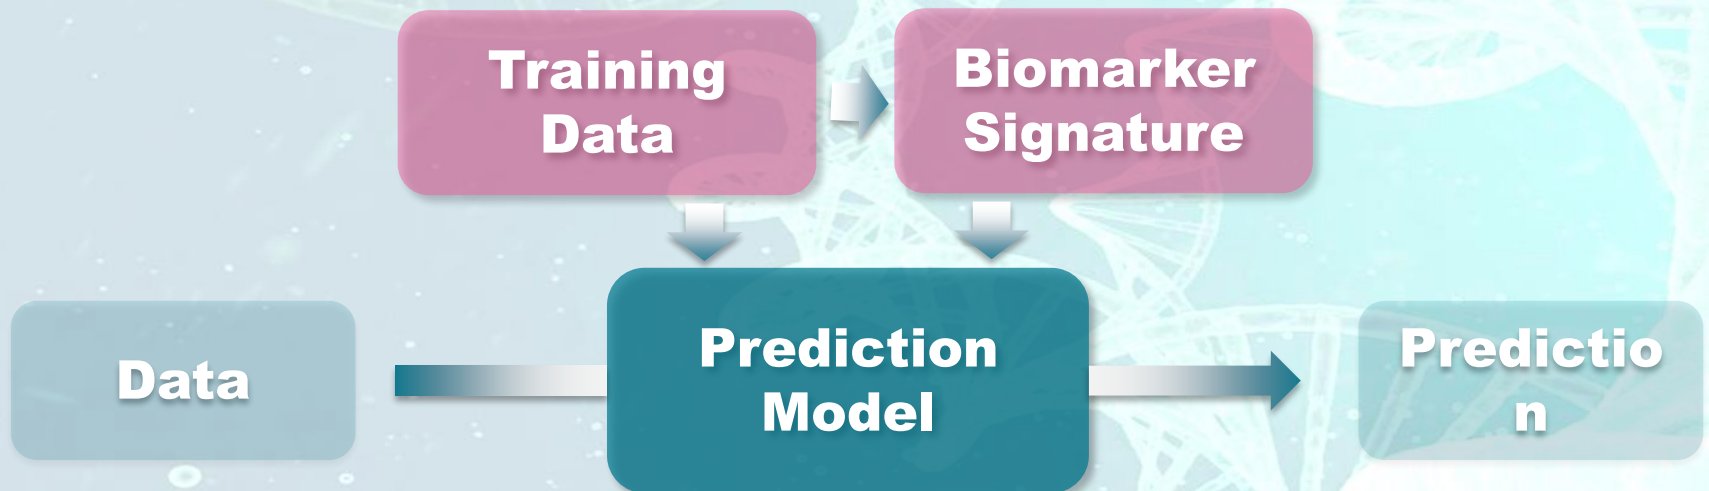 Training
Data
Biomarker
Signature
Data
Prediction
Model
Predictio
n